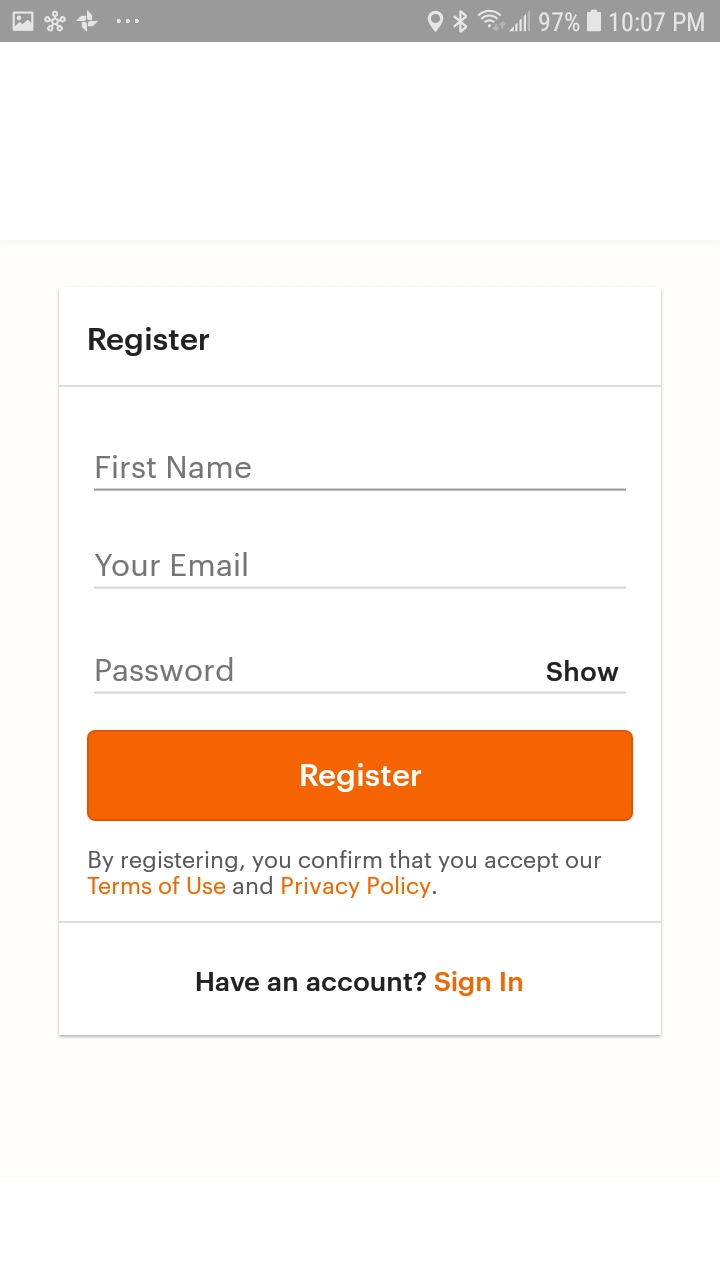 97% 10:07 PM
Register
First Name
Your Email
Password Show
Register
By registering, you confirm that you accept our
Terms of Use and Privacy Policy.
Have an account? Sign In